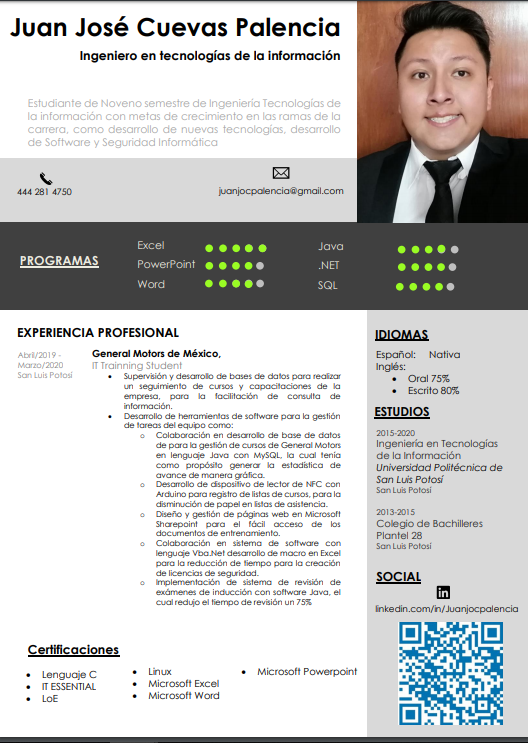 Juan José Cuevas Palencia
Ingeniero en tecnologías de la información
Estudiante de Noveno semestre de Ingeniería Tecnologías de
la información con metas de crecimiento en las ramas de la
carrera, como desarrollo de nuevas tecnologías, desarrollo
de Software y Seguridad Informática
444 281 4750
juanjocpalencia@gmail.com
PROGRAMAS
Excel
PowerPoint
Word
Java
.NET
SQL
EXPERIENCIA PROFESIONAL
Abril/2019 -
Marzo/2020
San Luis Potosí
General Motors de México,
IT Trainning Student
• Supervisión y desarrollo de bases de datos para realizar
un seguimiento de cursos y capacitaciones de la
empresa, para la facilitación de consulta de
información.
• Desarrollo de herramientas de software para la gestión
de tareas del equipo como:
o Colaboración en desarrollo de base de datos
de para la gestión de cursos de General Motors
en lenguaje Java con MySQL, la cual tenía
como propósito generar la estadística de
avance de manera gráfica.
o Desarrollo de dispositivo de lector de NFC con
Arduino para registro de listas de cursos, para la
disminución de papel en listas de asistencia.
o Diseño y gestión de páginas web en Microsoft
Sharepoint para el fácil acceso de los
documentos de entrenamiento.
o Colaboración en sistema de software con
lenguaje Vba.Net desarrollo de macro en Excel
para la reducción de tiempo para la creación
de licencias de seguridad.
o Implementación de sistema de revisión de
exámenes de inducción con software Java, el
cual redujo el tiempo de revisión un 75%
Certificaciones
• Lenguaje C
• IT ESSENTIAL
• LoE
• Linux
• Microsoft Excel
• Microsoft Word
• Microsoft Powerpoint
IDIOMAS
Español: Nativa
Inglés:
• Oral 75%
• Escrito 80%
ESTUDIOS
2015-2020
Ingeniería en Tecnologías
de la Información
Universidad Politécnica de
San Luis Potosí
San Luis Potosí
2013-2015
Colegio de Bachilleres
Plantel 28
San Luis Potosí
SOCIAL
in
linkedin.com/in/Juanjocpalencia